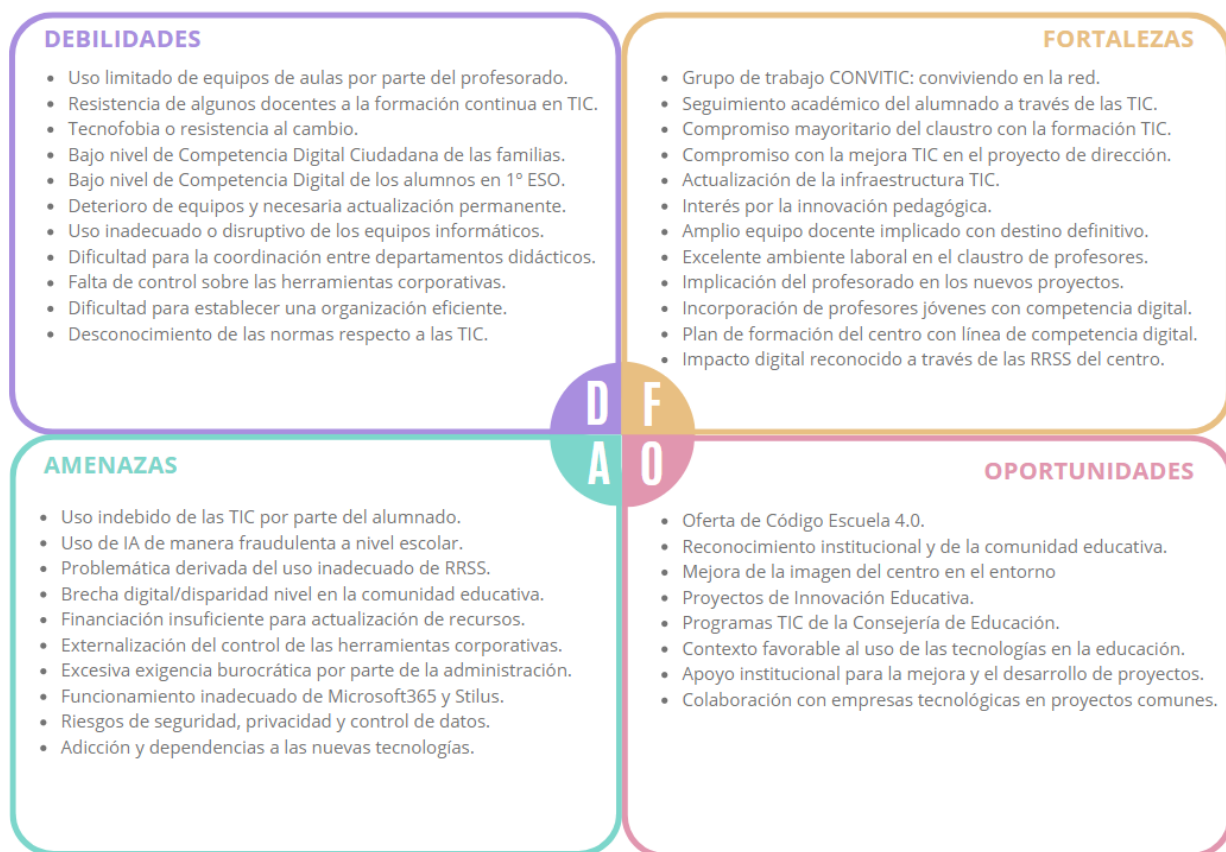 DEBILIDADES
• Uso limitado de equipos de aulas por parte del profesorado.
• Resistencia de algunos docentes a la formación continua en TIC.
• Tecnofobia o resistencia al cambio.
• Bajo nivel de Competencia Digital Ciudadana de las familias.
• Bajo nivel de Competencia Digital de los alumnos en 1º ESO.
• Deterioro de equipos y necesaria actualización permanente.
• Uso inadecuado o disruptivo de los equipos informáticos.
• Dificultad para la coordinación entre departamentos didácticos.
• Falta de control sobre las herramientas corporativas.
• Dificultad para establecer una organización eficiente.
• Desconocimiento de las normas respecto a las TIC.
FORTALEZAS
• Grupo de trabajo CONVITIC: conviviendo en la red.
• Seguimiento académico del alumnado a través de las TIC.
• Compromiso mayoritario del claustro con la formación TIC.
• Compromiso con la mejora TIC en el proyecto de dirección.
• Actualización de la infraestructura TIC.
• Interés por la innovación pedagógica.
• Amplio equipo docente implicado con destino definitivo.
• Excelente ambiente laboral en el claustro de profesores.
• Implicación del profesorado en los nuevos proyectos.
• Incorporación de profesores jóvenes con competencia digital.
• Plan de formación del centro con línea de competencia digital.
• Impacto digital reconocido a través de las RRSS del centro.
D F
A O
AMENAZAS
• Uso indebido de las TIC por parte del alumnado.
• Uso de IA de manera fraudulenta a nivel escolar.
• Problemática derivada del uso inadecuado de RRSS.
• Brecha digital/disparidad nivel en la comunidad educativa.
• Financiación insuficiente para actualización de recursos.
• Externalización del control de las herramientas corporativas.
• Excesiva exigencia burocrática por parte de la administración.
• Funcionamiento inadecuado de Microsoft365 y Stilus.
• Riesgos de seguridad, privacidad y control de datos.
• Adicción y dependencias a las nuevas tecnologías.
OPORTUNIDADES
• Oferta de Código Escuela 4.0.
• Reconocimiento institucional y de la comunidad educativa.
• Mejora de la imagen del centro en el entorno
• Proyectos de Innovación Educativa.
• Programas TIC de la Consejería de Educación.
• Contexto favorable al uso de las tecnologías en la educación.
• Apoyo institucional para la mejora y el desarrollo de proyectos.
• Colaboración con empresas tecnológicas en proyectos comunes.